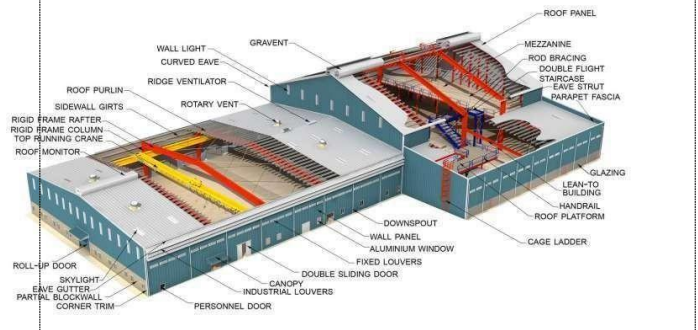 ROOF PANEL
GRAVENT
WALL LIGHT
CURVED EAVE
RIDGE VENTILATOR
ROOF PURLIN
SIDEWALL GIRTS
ROTARY VENT
RIGID FRAME RAFTER
RIGID FRAME COLUMN
TOP RUNNING CRANE
ROOF MONITOR
MEZZANINE
ROD BRACING
DOUBLE FLIGHT
STAIRCASE
EAVE STRUT
PARAPET FASCIA
GLAZING
LEAN-TO
BUILDING
HANDRAIL
ROOF PLATFORM
CAGE LADDER
DOWNSPOUT
WALL PANEL
ALUMINIUM WINDOW
FIXED LOUVERS
DOUBLE SLIDING DOOR
CANOPY
INDUSTRIAL LOUVERS
PERSONNEL DOOR
ROLL-UP DOOR
SKYLIGHT
EAVE GUTTER
PARTIAL BLOCKWALL
CORNER TRIM